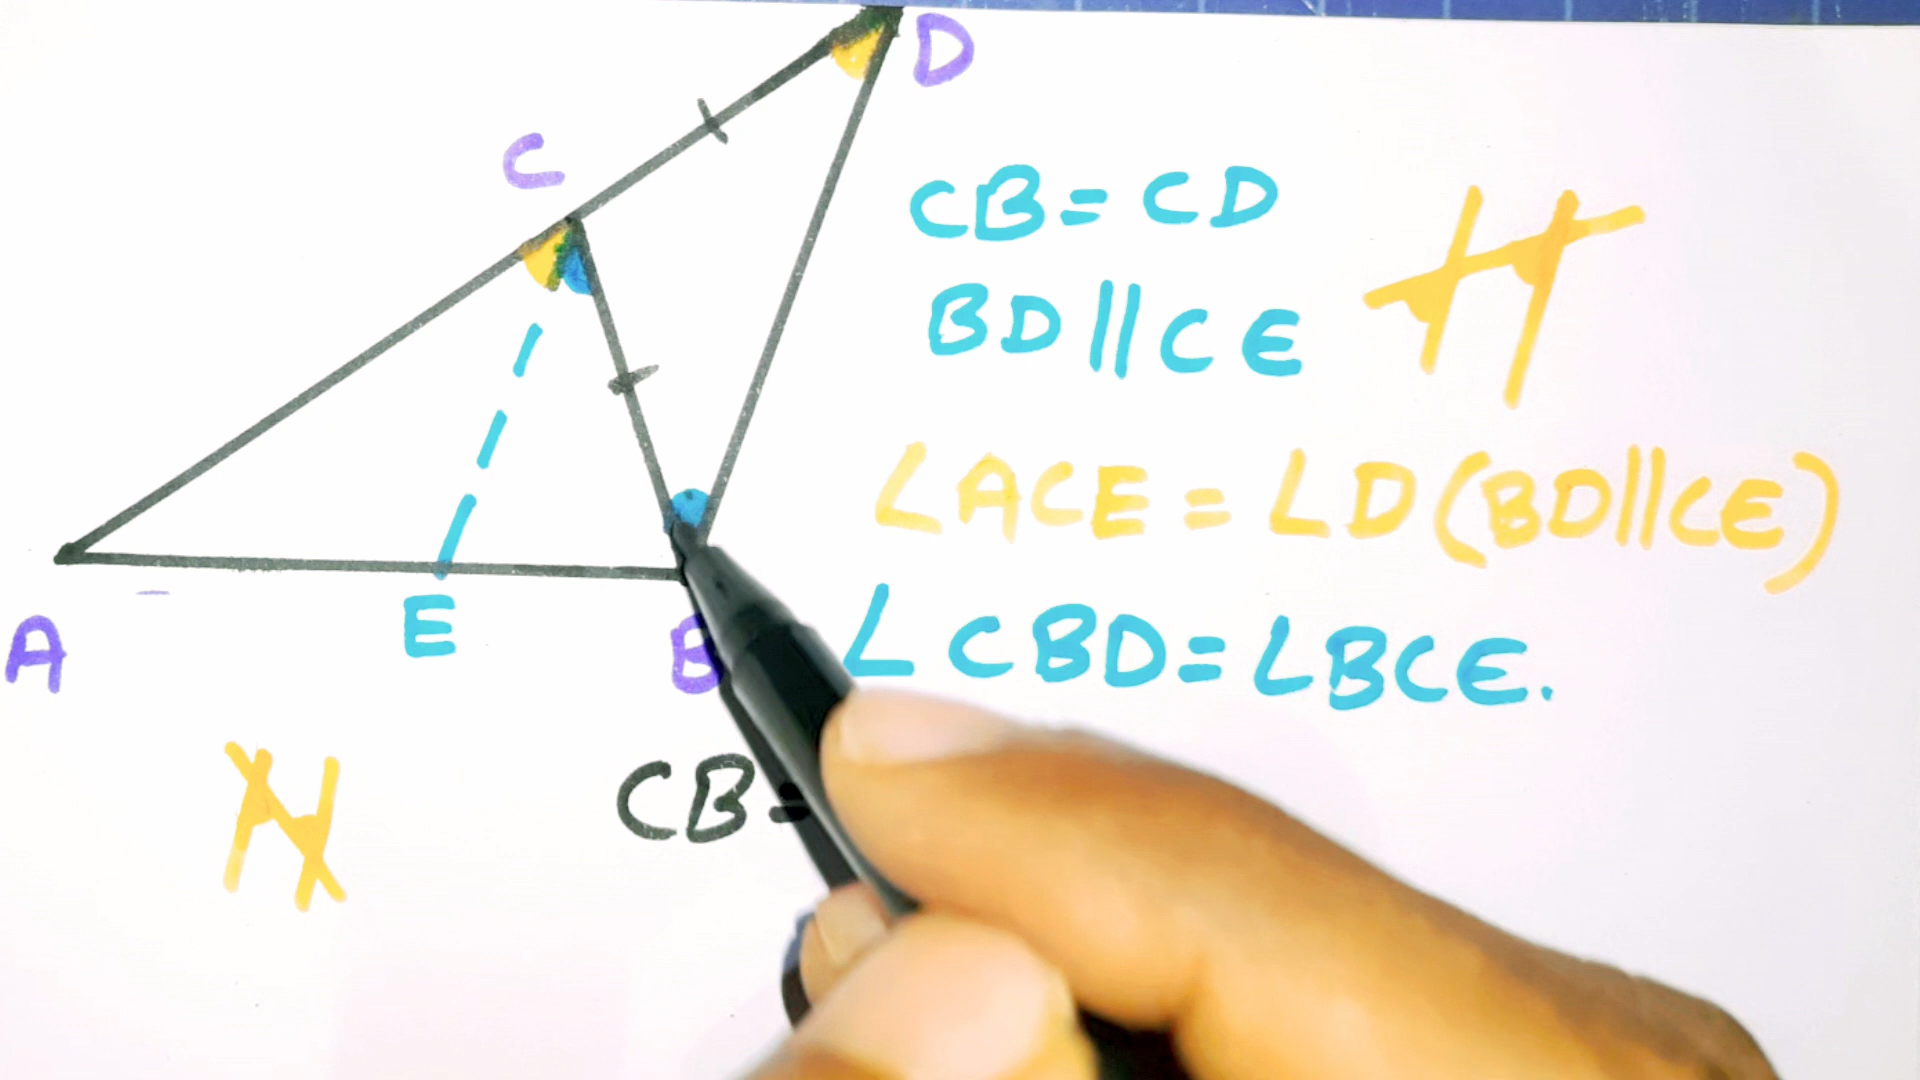 D
C
CB = CD
BD || CE
∠ACE = ∠D (BD || CE)
A
E
B
∠CBD = ∠BCE.
CB =